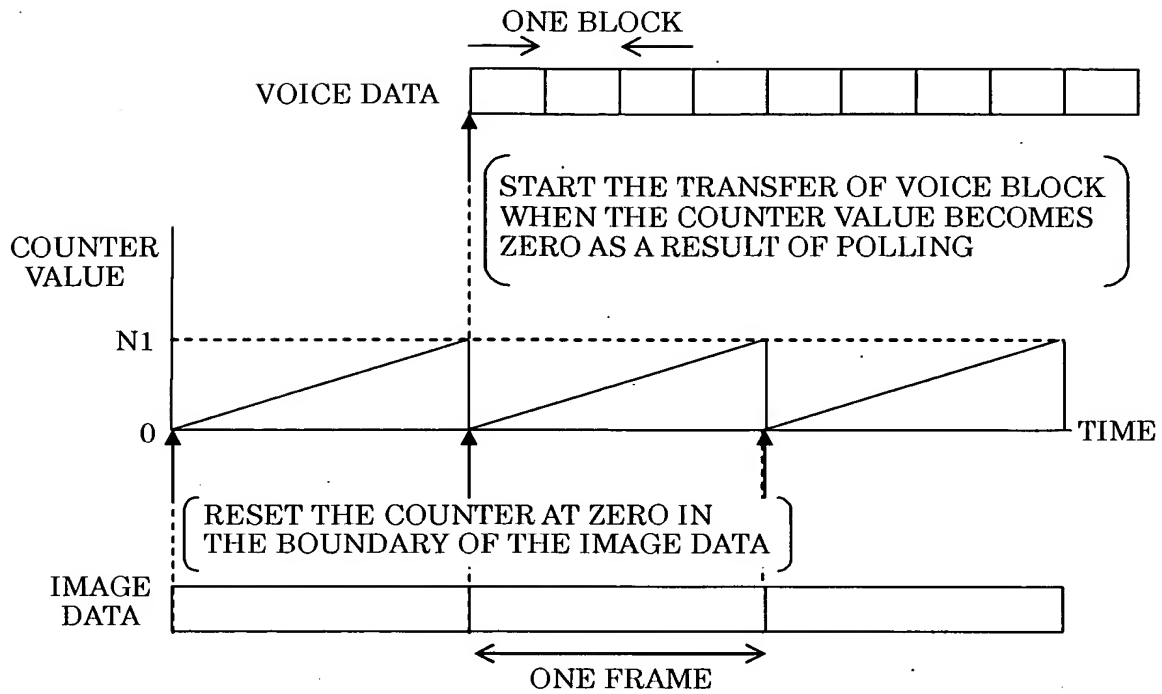 ONE BLOCK
VOICE DATA
START THE TRANSFER OF VOICE BLOCK
WHEN THE COUNTER VALUE BECOMES
ZERO AS A RESULT OF POLLING
COUNTER
VALUE
N1
0
TIME
RESET THE COUNTER AT ZERO IN
THE BOUNDARY OF THE IMAGE DATA
IMAGE
DATA
ONE FRAME